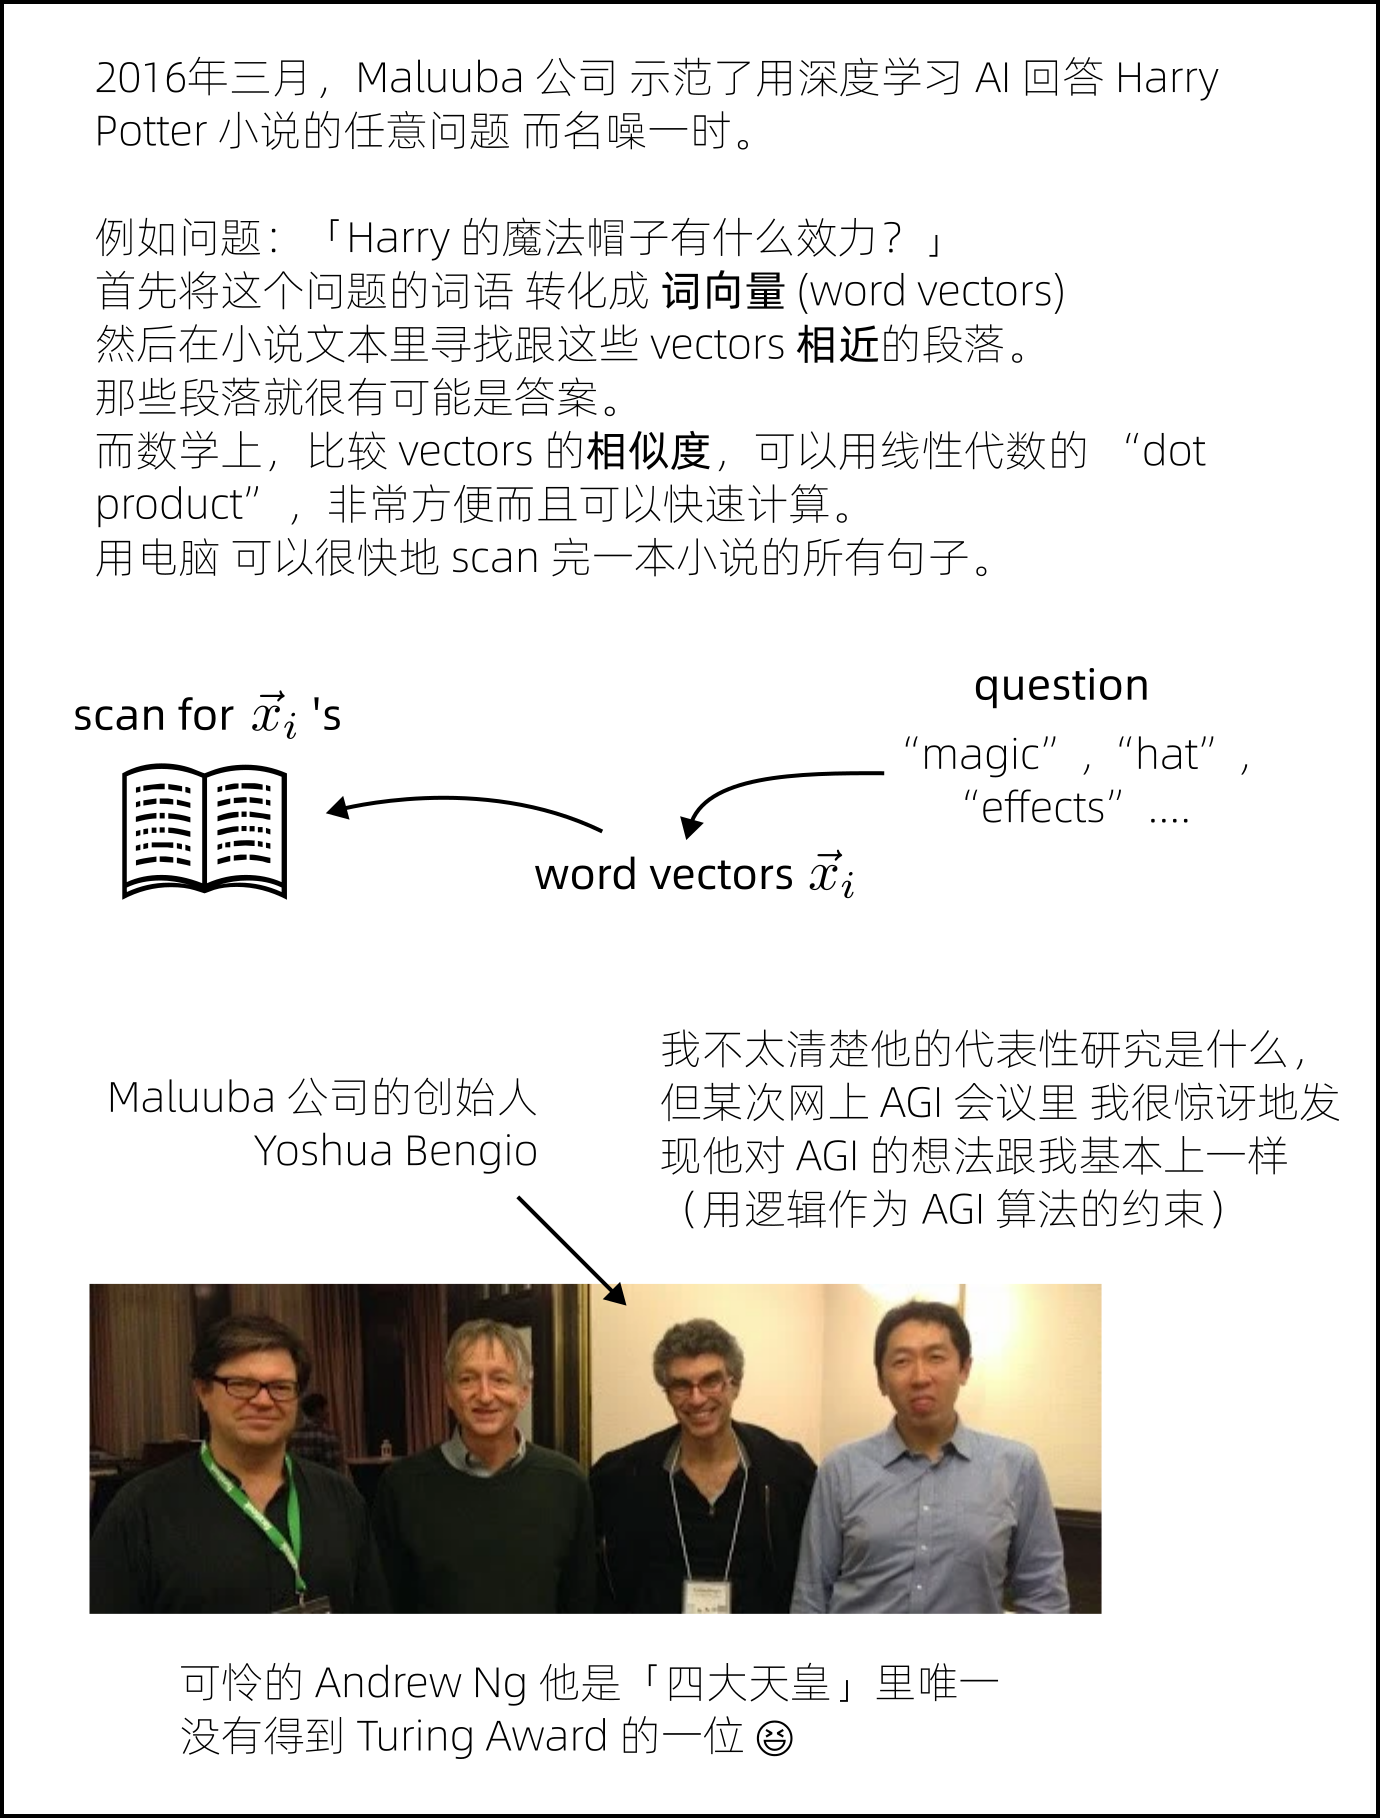 2016年三月，Maluuba 公司 示范了用深度学习 AI 回答 Harry
Potter 小说的任意问题 而名噪一时。
例如问题：「Harry 的魔法帽子有什么效力？」
首先将这个问题的词语 转化成 词向量 (word vectors)
然后在小说文本里寻找跟这些 vectors 相近的段落。
那些段落就很有可能是答案。
而数学上，比较 vectors 的相似度，可以用线性代数的 “dot
product”，非常方便而且可以快速计算。
用电脑 可以很快地 scan 完一本小说的所有句子。
question
“magic”, “hat”,
“effects” ....
scan for x⃗ᵢ 's
word vectors x⃗ᵢ
Maluuba 公司的创始人
Yoshua Bengio
我不太清楚他的代表性研究是什么，
但某次网上 AGI 会议里 我很惊讶地发
现他对 AGI 的想法跟我基本上一样
（用逻辑作为 AGI 算法的约束）
可怜的 Andrew Ng 他是「四大天皇」里唯一
没有得到 Turing Award 的一位 😆